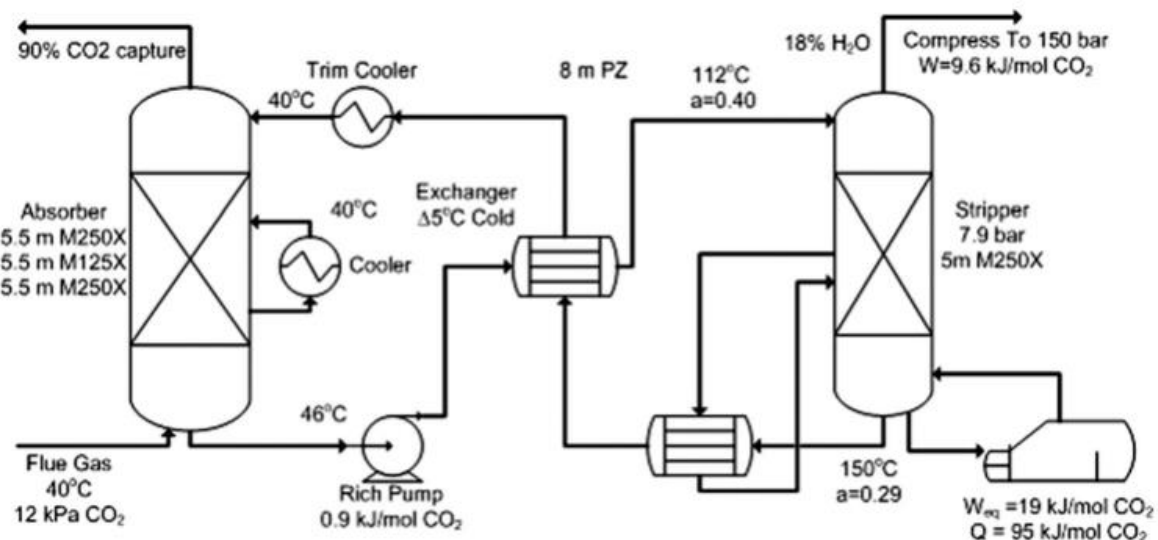 90% CO2 capture
Trim Cooler
40°C
8 m PZ
112°C
a=0.40
18% H₂O
Compress To 150 bar
W=9.6 kJ/mol CO₂
Absorber
5.5 m M250X
5.5 m M125X
5.5 m M250X
40°C
Cooler
Exchanger
Δ5°C Cold
Stripper
7.9 bar
5m M250X
46°C
Flue Gas
40°C
12 kPa CO₂
Rich Pump
0.9 kJ/mol CO₂
150°C
a=0.29
Wₑq =19 kJ/mol CO₂
Q = 95 kJ/mol CO₂